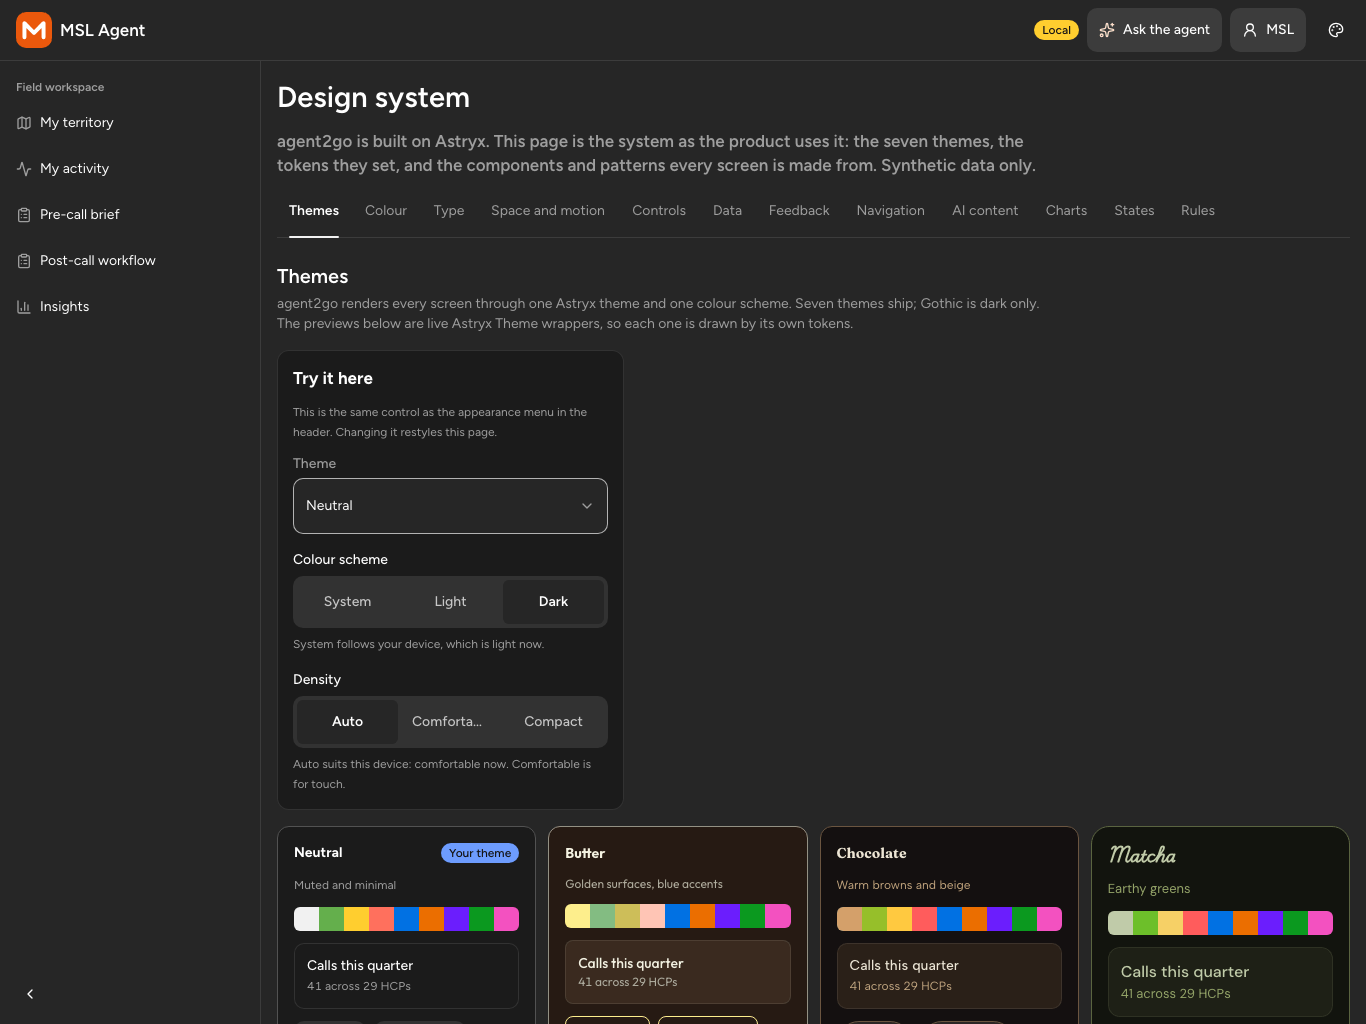 MSL Agent
Local
Ask the agent
MSL
Field workspace
My territory
My activity
Pre-call brief
Post-call workflow
Insights
Design system
agent2go is built on Astryx. This page is the system as the product uses it: the seven themes, the
tokens they set, and the components and patterns every screen is made from. Synthetic data only.
Themes
Colour
Type
Space and motion
Controls
Data
Feedback
Navigation
AI content
Charts
States
Rules
Themes
agent2go renders every screen through one Astryx theme and one colour scheme. Seven themes ship; Gothic is dark only.
The previews below are live Astryx Theme wrappers, so each one is drawn by its own tokens.
Try it here
This is the same control as the appearance menu in the
header. Changing it restyles this page.
Theme
Neutral
Colour scheme
System
Light
Dark
System follows your device, which is light now.
Density
Auto
Comforta...
Compact
Auto suits this device: comfortable now. Comfortable is
for touch.
Neutral
Your theme
Muted and minimal
Calls this quarter
41 across 29 HCPs
Butter
Golden surfaces, blue accents
Calls this quarter
41 across 29 HCPs
Chocolate
Warm browns and beige
Calls this quarter
41 across 29 HCPs
Matcha
Earthy greens
Calls this quarter
41 across 29 HCPs